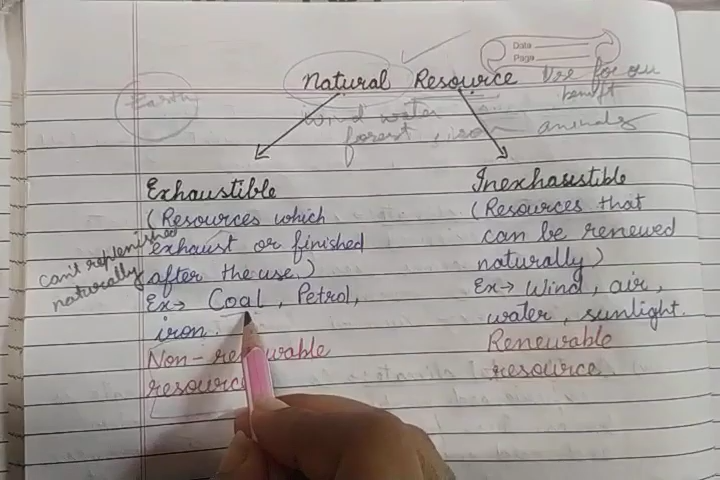 Date
Page
Natural Resource Use for our
benefit
Earth
wind water
forest, iron animals
Exhaustible
(Resources which
exhaust or finished
after the use.)
can't replenished
naturally
Ex→ Coal, Petrol,
iron.
Non-renewable
resource
Inexhaustible
(Resources that
can be renewed
naturally)
Ex→ Wind, air,
water, sunlight.
Renewable
resource